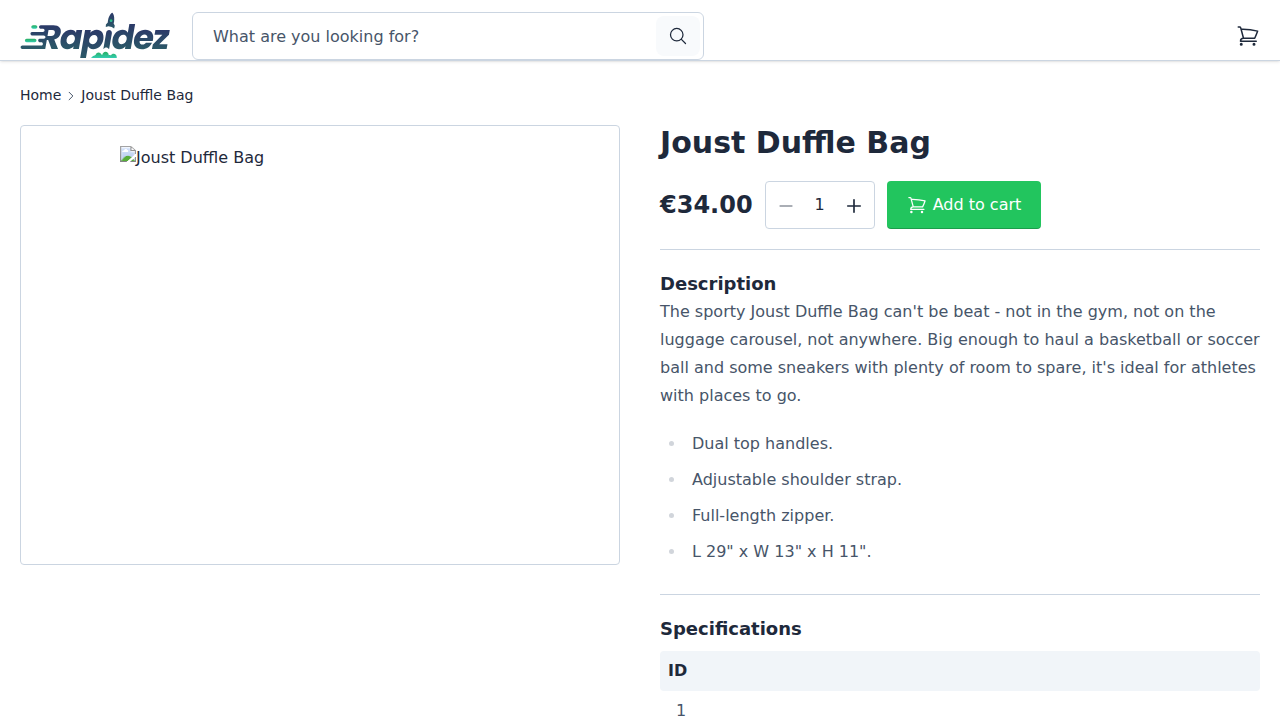 Rapidez
What are you looking for?
Home
Joust Duffle Bag
Joust Duffle Bag
Joust Duffle Bag
€34.00
1
Add to cart
Description
The sporty Joust Duffle Bag can't be beat - not in the gym, not on the
luggage carousel, not anywhere. Big enough to haul a basketball or soccer
ball and some sneakers with plenty of room to spare, it's ideal for athletes
with places to go.
Dual top handles.
Adjustable shoulder strap.
Full-length zipper.
L 29" x W 13" x H 11".
Specifications
ID
1